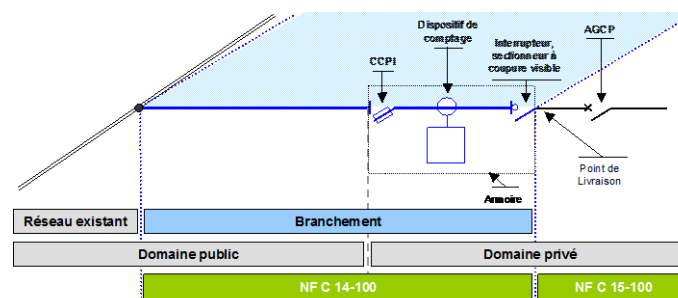 Dispositif de
comptage
Interrupteur,
sectionneur à
coupure visible
AGCP
CCPI
Point de
Livraison
Armoire
Réseau existant
Branchement
Domaine public
Domaine privé
NF C 14-100
NF C 15-100